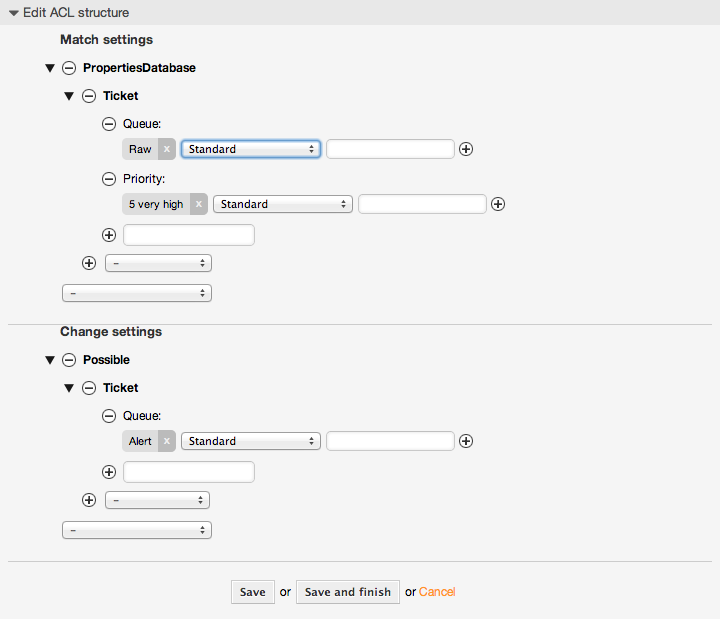 Edit ACL structure
Match settings
PropertiesDatabase
Ticket
Queue:
Raw x Standard
Priority:
5 very high x Standard
–
–
Change settings
Possible
Ticket
Queue:
Alert x Standard
–
–
Save or Save and finish or Cancel